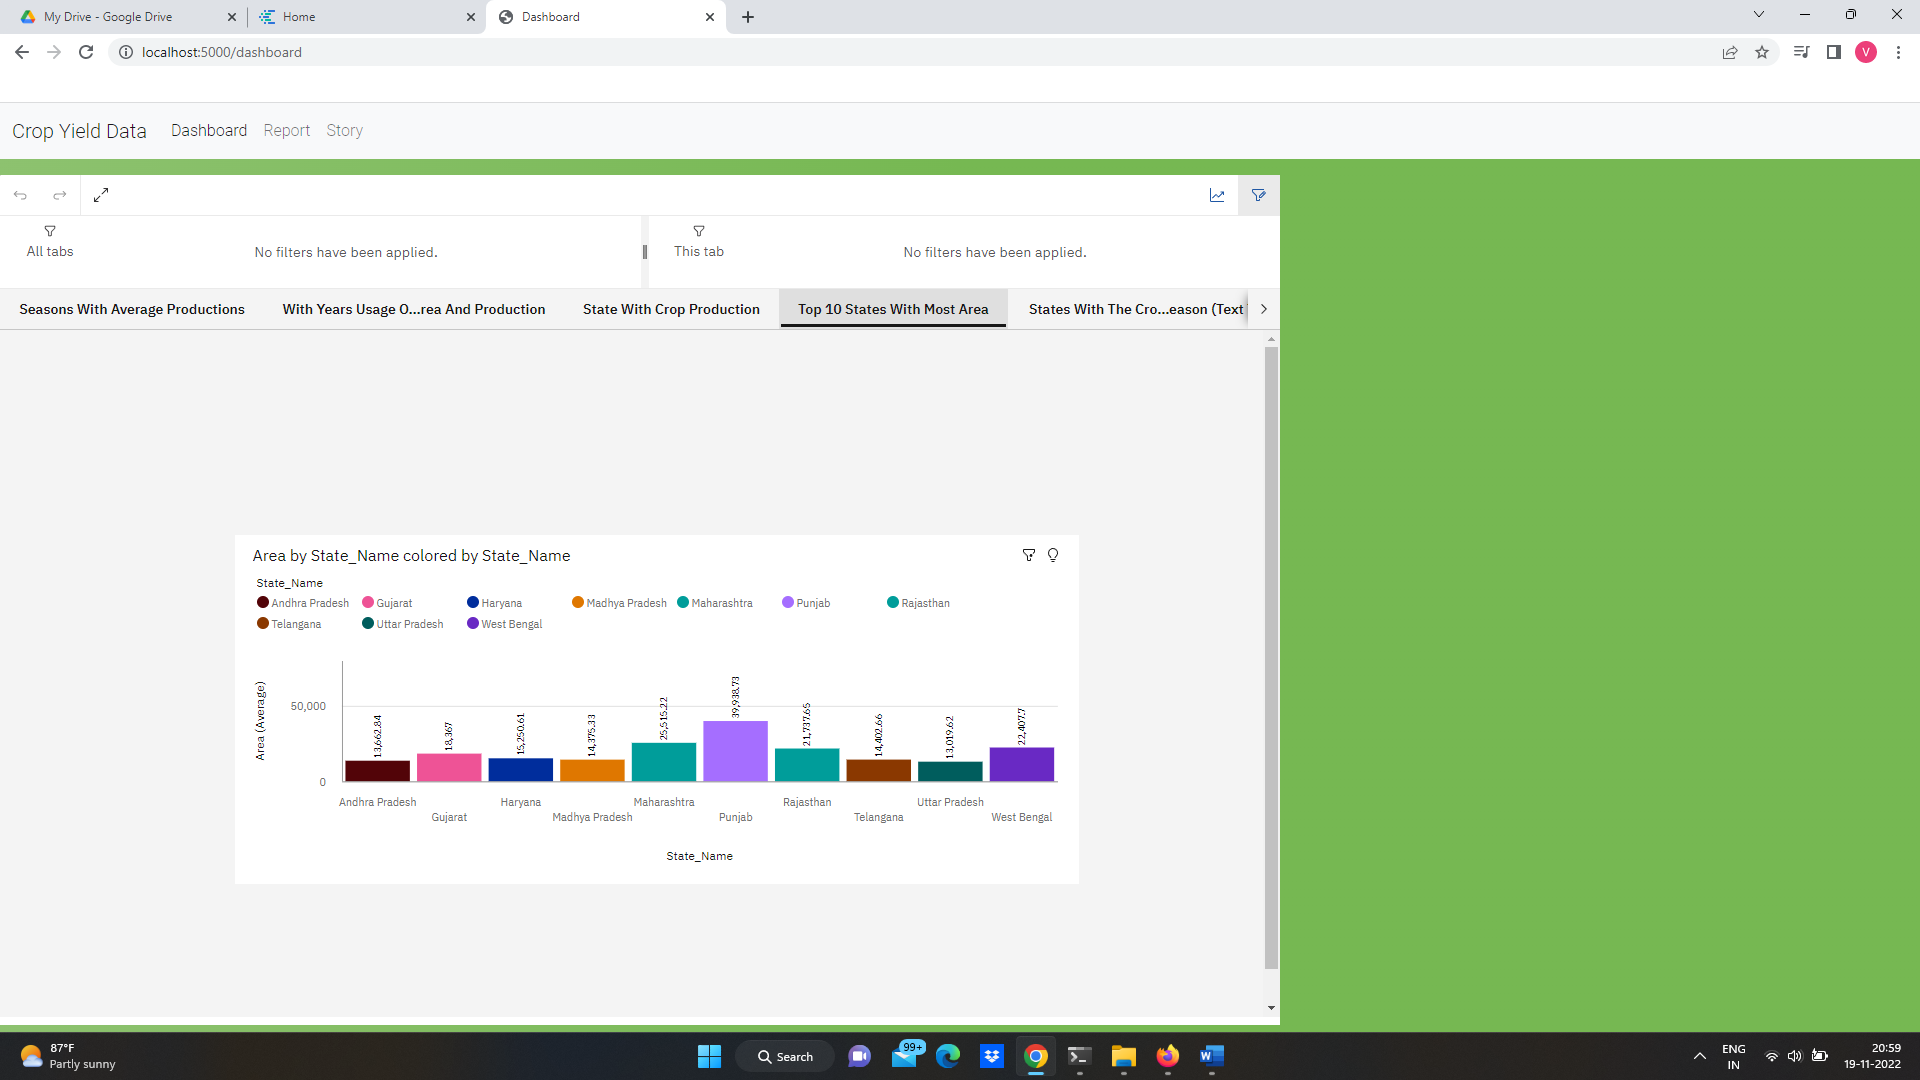 My Drive - Google Drive
Home
Dashboard
localhost:5000/dashboard
V
Crop Yield Data
Dashboard
Report
Story
All tabs
No filters have been applied.
This tab
No filters have been applied.
Seasons With Average Productions
With Years Usage O...rea And Production
State With Crop Production
Top 10 States With Most Area
States With The Cro...eason (Text
Area by State_Name colored by State_Name
State_Name
Andhra Pradesh
Gujarat
Haryana
Madhya Pradesh
Maharashtra
Punjab
Rajasthan
Telangana
Uttar Pradesh
West Bengal
Area (Average)
50,000
0
13,662.84
18,367
15,250.61
14,375.33
25,515.22
39,938.73
21,737.65
14,402.66
13,019.62
22,407.7
Andhra Pradesh
Gujarat
Haryana
Madhya Pradesh
Maharashtra
Punjab
Rajasthan
Telangana
Uttar Pradesh
West Bengal
State_Name
87°F
Partly sunny
Search
99+
W
ENG
IN
20:59
19-11-2022